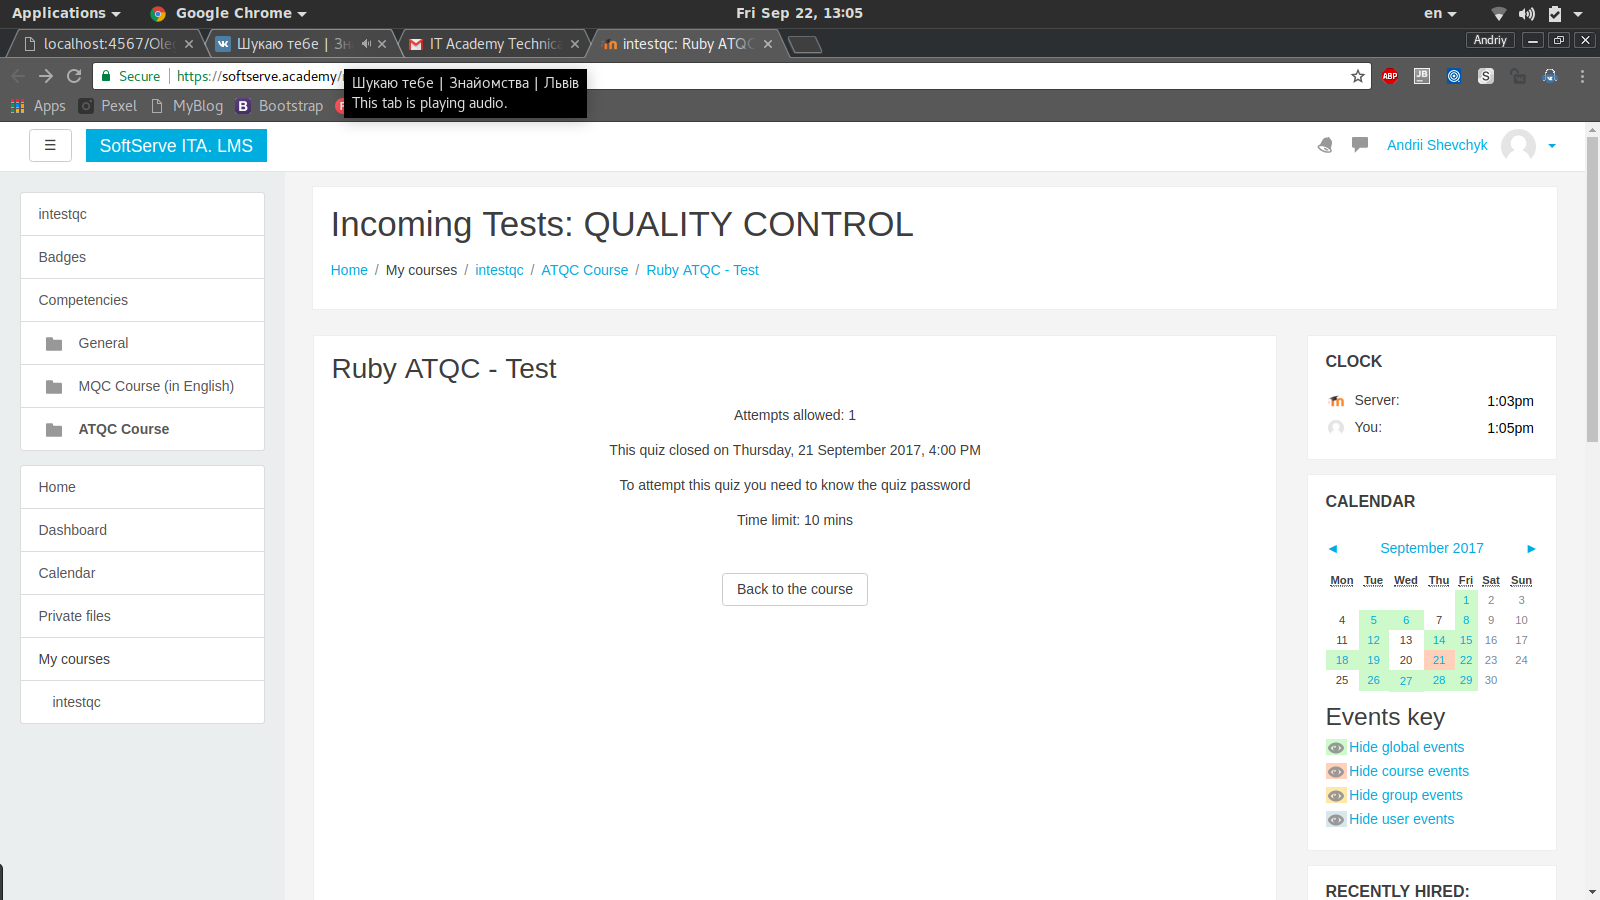 Applications
Google Chrome
Fri Sep 22, 13:05
en
localhost:4567/Ole
Шукаю тебе | Зн
IT Academy Technica
intestqc: Ruby ATQC
Andriy
Secure
https://softserve.academy/
Шукаю тебе | Знайомства | Львів
This tab is playing audio.
ABP
JB
S
Apps
Pexel
MyBlog
B
Bootstrap
☰
SoftServe ITA. LMS
Andrii Shevchyk
intestqc
Badges
Competencies
General
MQC Course (in English)
ATQC Course
Home
Dashboard
Calendar
Private files
My courses
intestqc
Incoming Tests: QUALITY CONTROL
Home / My courses / intestqc / ATQC Course / Ruby ATQC - Test
Ruby ATQC - Test
Attempts allowed: 1
This quiz closed on Thursday, 21 September 2017, 4:00 PM
To attempt this quiz you need to know the quiz password
Time limit: 10 mins
Back to the course
CLOCK
Server: 1:03pm
You: 1:05pm
CALENDAR
◄ September 2017 ►
Mon Tue Wed Thu Fri Sat Sun
1 2 3
4 5 6 7 8 9 10
11 12 13 14 15 16 17
18 19 20 21 22 23 24
25 26 27 28 29 30
Events key
Hide global events
Hide course events
Hide group events
Hide user events
RECENTLY HIRED: